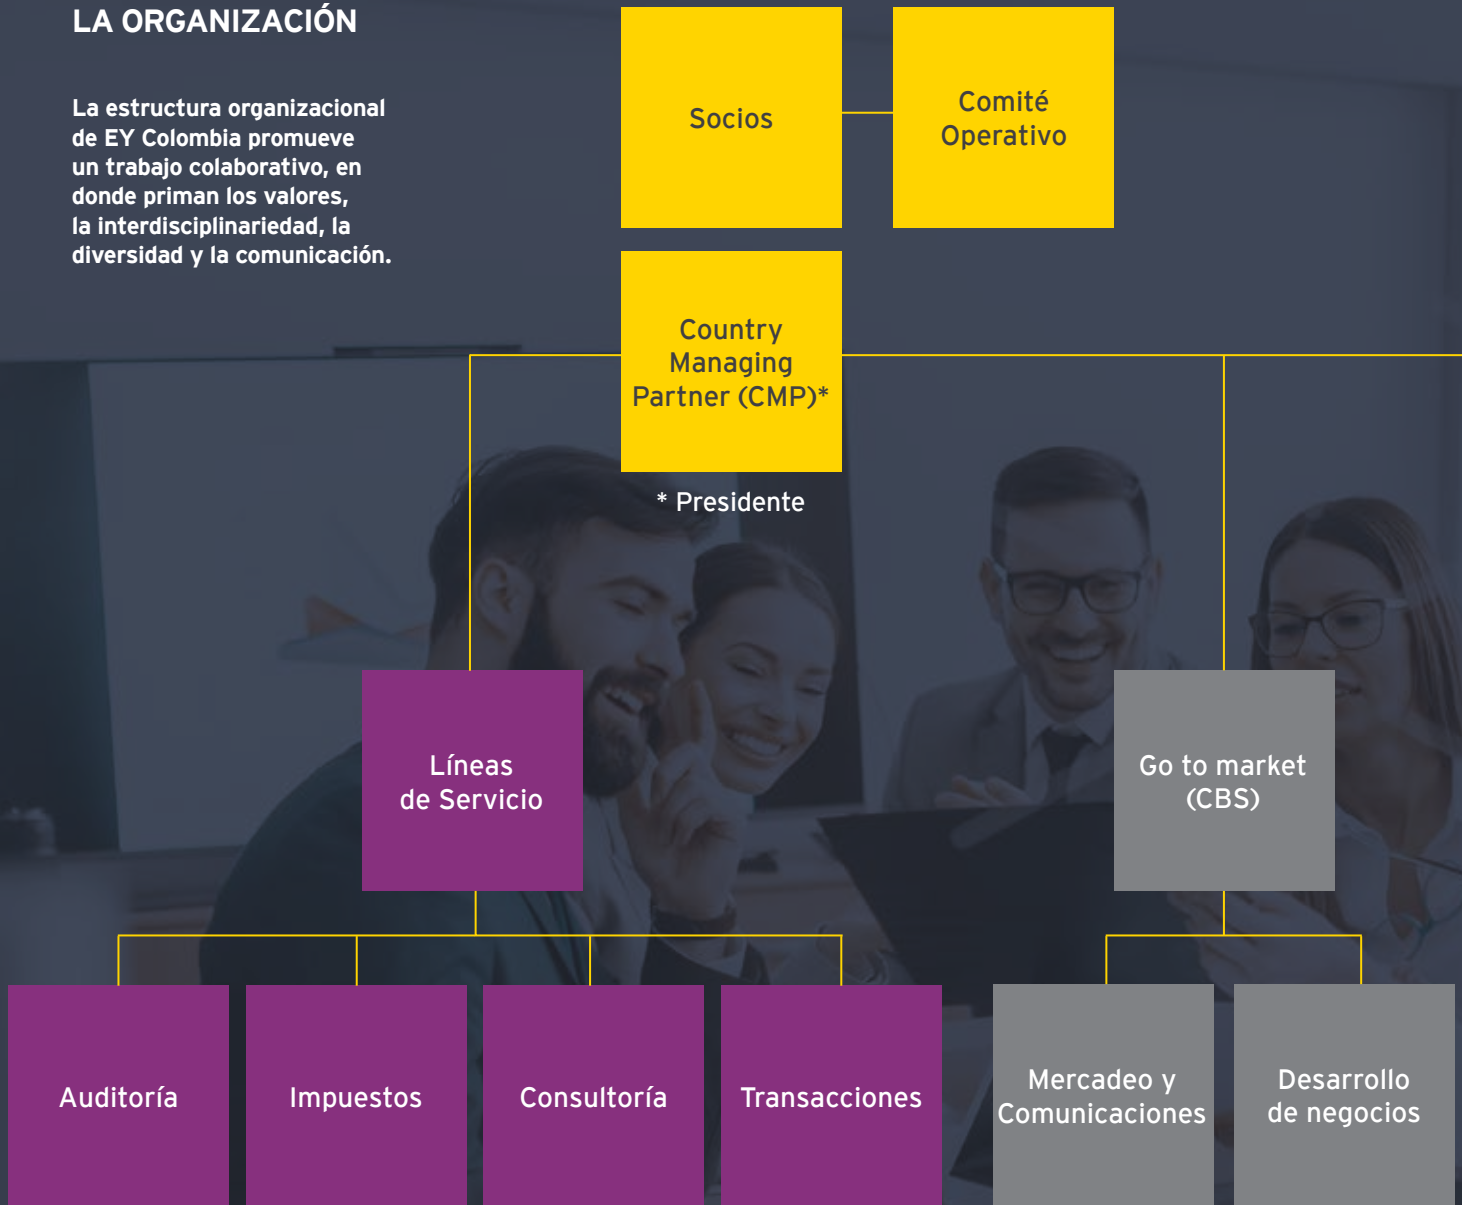 LA ORGANIZACIÓN
La estructura organizacional
de EY Colombia promueve
un trabajo colaborativo, en
donde priman los valores,
la interdisciplinariedad, la
diversidad y la comunicación.
Socios
Comité
Operativo
Country
Managing
Partner (CMP)*
* Presidente
Líneas
de Servicio
Go to market
(CBS)
Auditoría
Impuestos
Consultoría
Transacciones
Mercadeo y
Comunicaciones
Desarrollo
de negocios